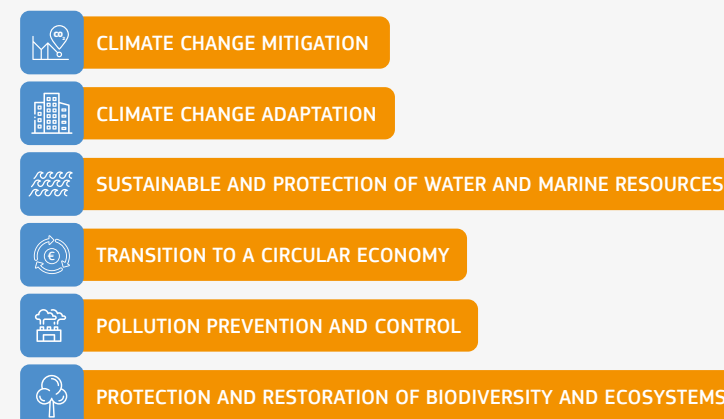 CO₂
CLIMATE CHANGE MITIGATION
CLIMATE CHANGE ADAPTATION
SUSTAINABLE AND PROTECTION OF WATER AND MARINE RESOURCES
€
TRANSITION TO A CIRCULAR ECONOMY
POLLUTION PREVENTION AND CONTROL
PROTECTION AND RESTORATION OF BIODIVERSITY AND ECOSYSTEMS